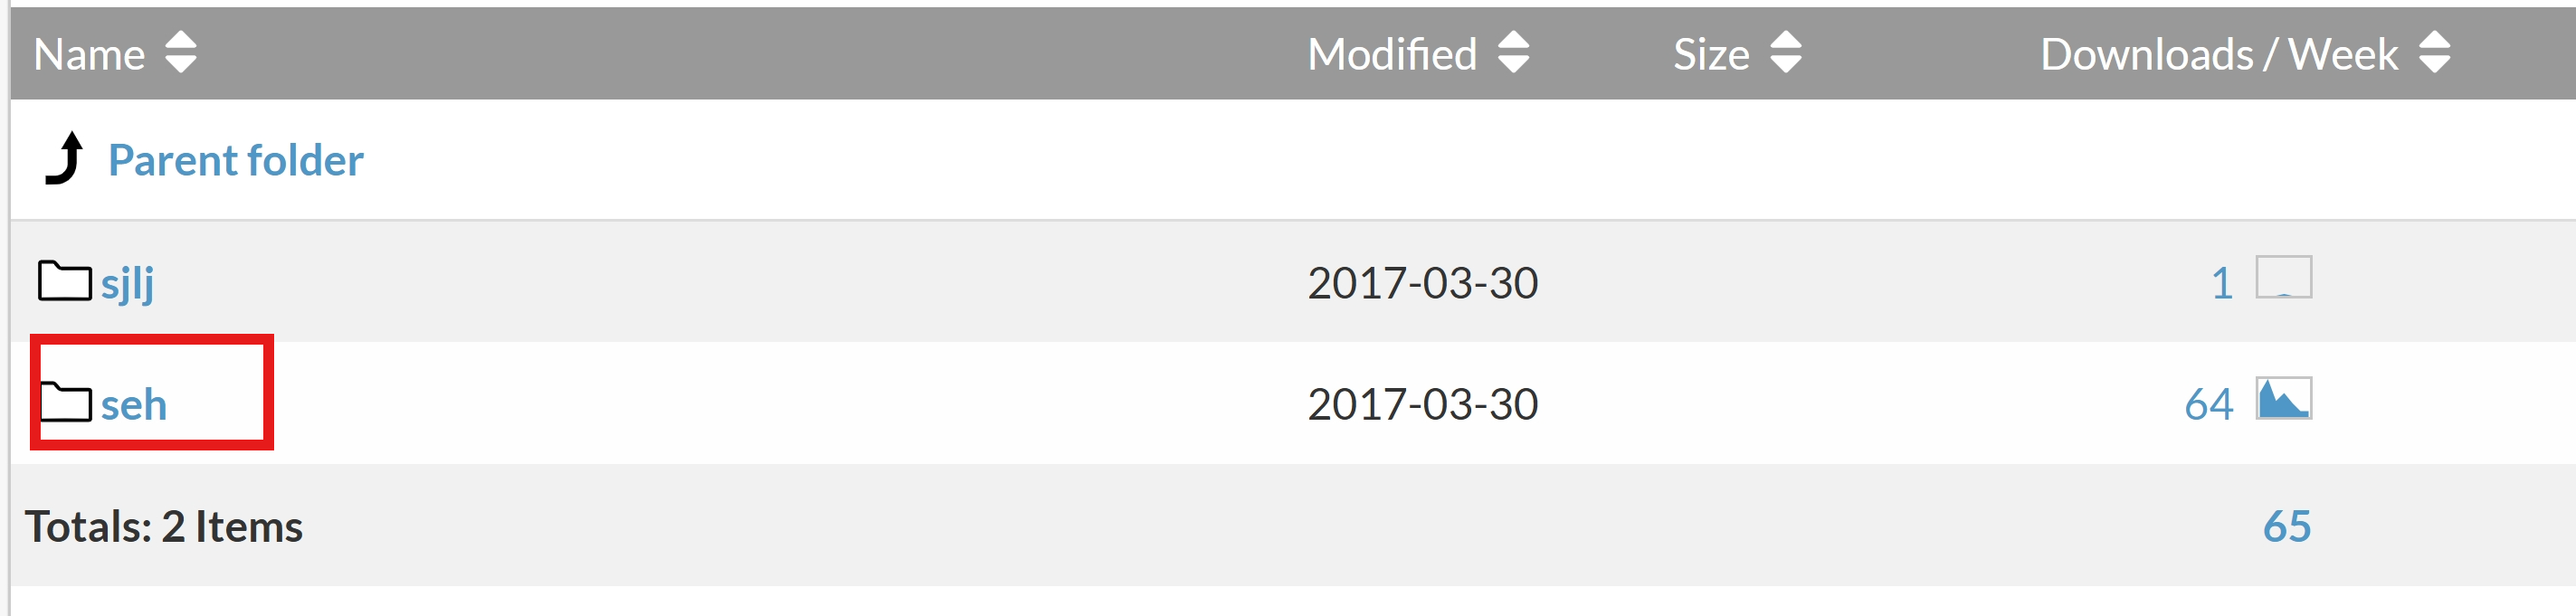 Name Modified Size Downloads / Week
Parent folder
sjlj 2017-03-30 1
seh 2017-03-30 64
Totals: 2 Items 65